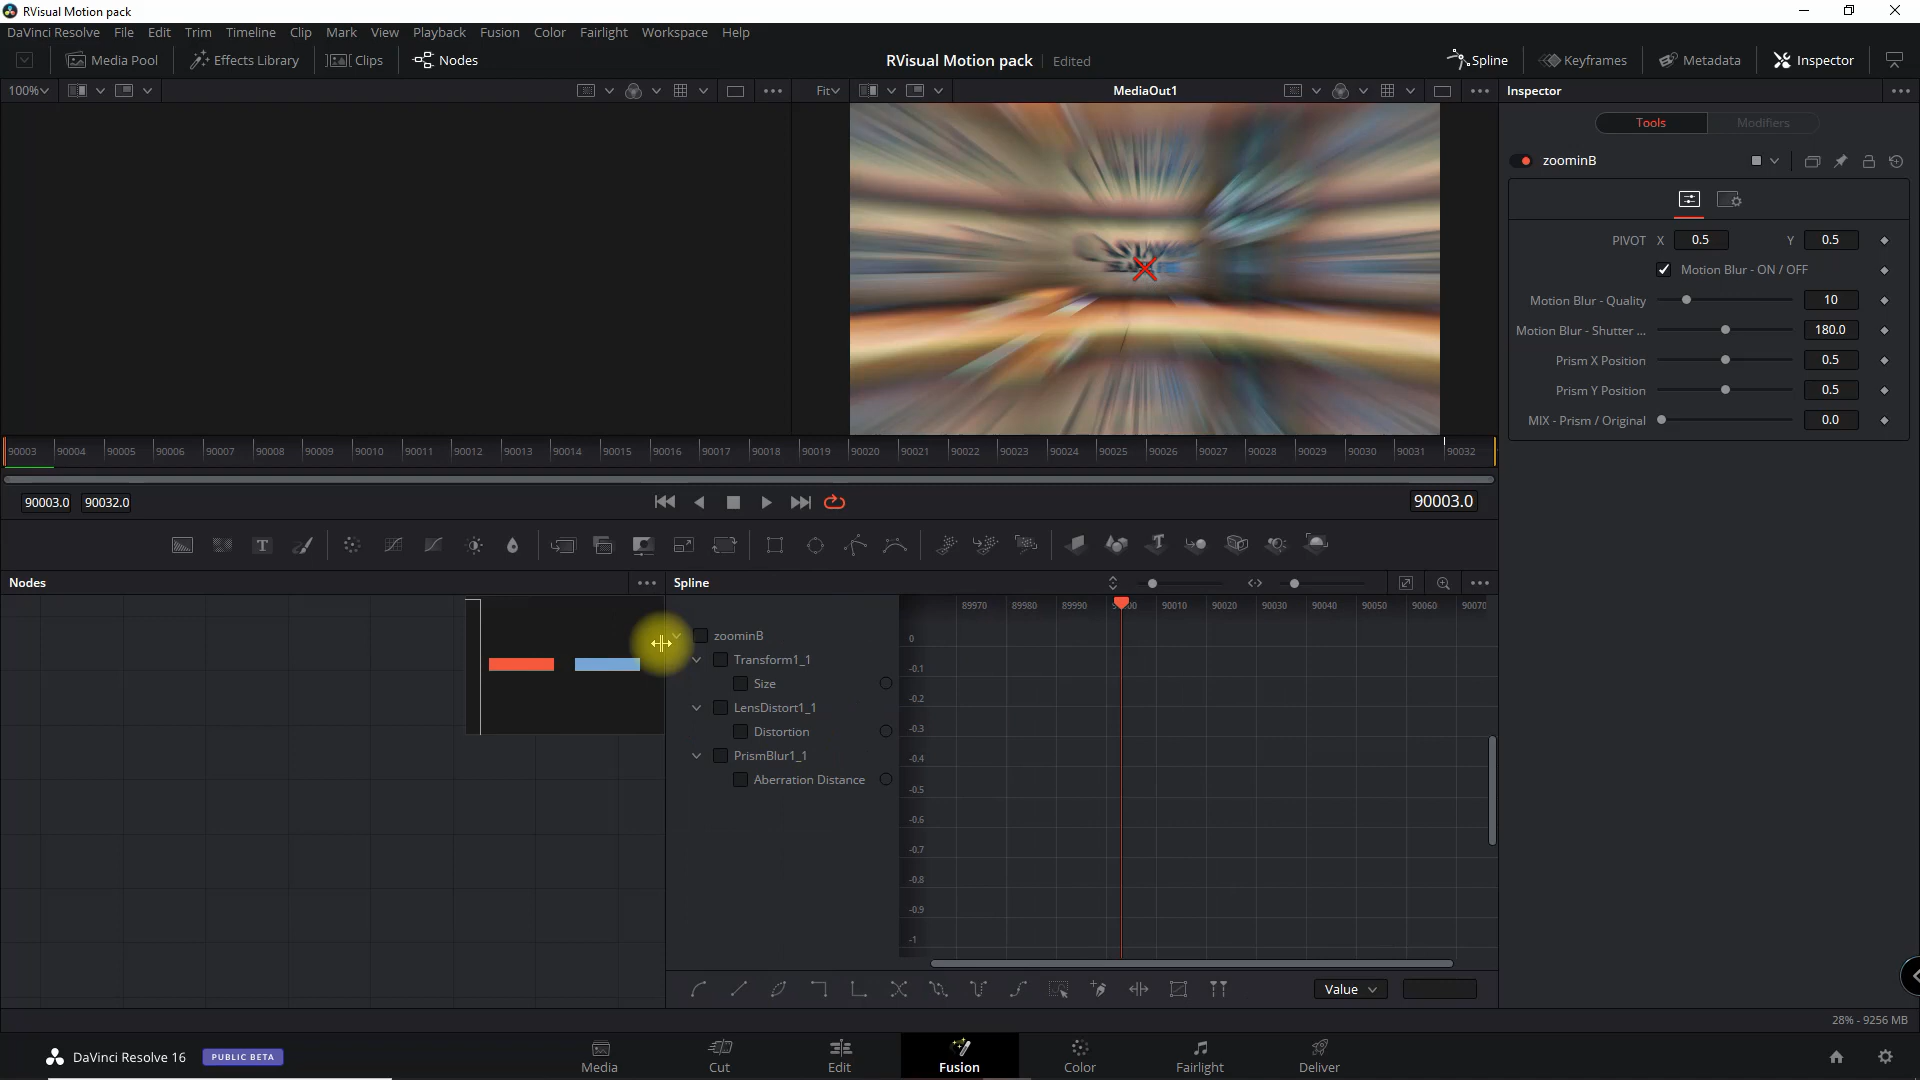 RVisual Motion pack
DaVinci Resolve File Edit Trim Timeline Clip Mark View Playback Fusion Color Fairlight Workspace Help
Media Pool Effects Library Clips Nodes RVisual Motion pack Edited Spline Keyframes Metadata Inspector
100% Fit MediaOut1 Inspector
Tools Modifiers
zoominB
PIVOT X 0.5 Y 0.5
Motion Blur - ON / OFF
Motion Blur - Quality 10
Motion Blur - Shutter ... 180.0
Prism X Position 0.5
Prism Y Position 0.5
MIX - Prism / Original 0.0
90003 90004 90005 90006 90007 90008 90009 90010 90011 90012 90013 90014 90015 90016 90017 90018 90019 90020 90021 90022 90023 90024 90025 90026 90027 90028 90029 90030 90031 90032
90003.0 90032.0 90003.0
Nodes Spline
89970 89980 89990 90010 90020 90030 90040 90050 90060 90070
zoominB
Transform1_1
Size
LensDistort1_1
Distortion
PrismBlur1_1
Aberration Distance
0
-0.1
-0.2
-0.3
-0.4
-0.5
-0.6
-0.7
-0.8
-0.9
-1
Value
28% - 9256 MB
DaVinci Resolve 16 PUBLIC BETA Media Cut Edit Fusion Color Fairlight Deliver